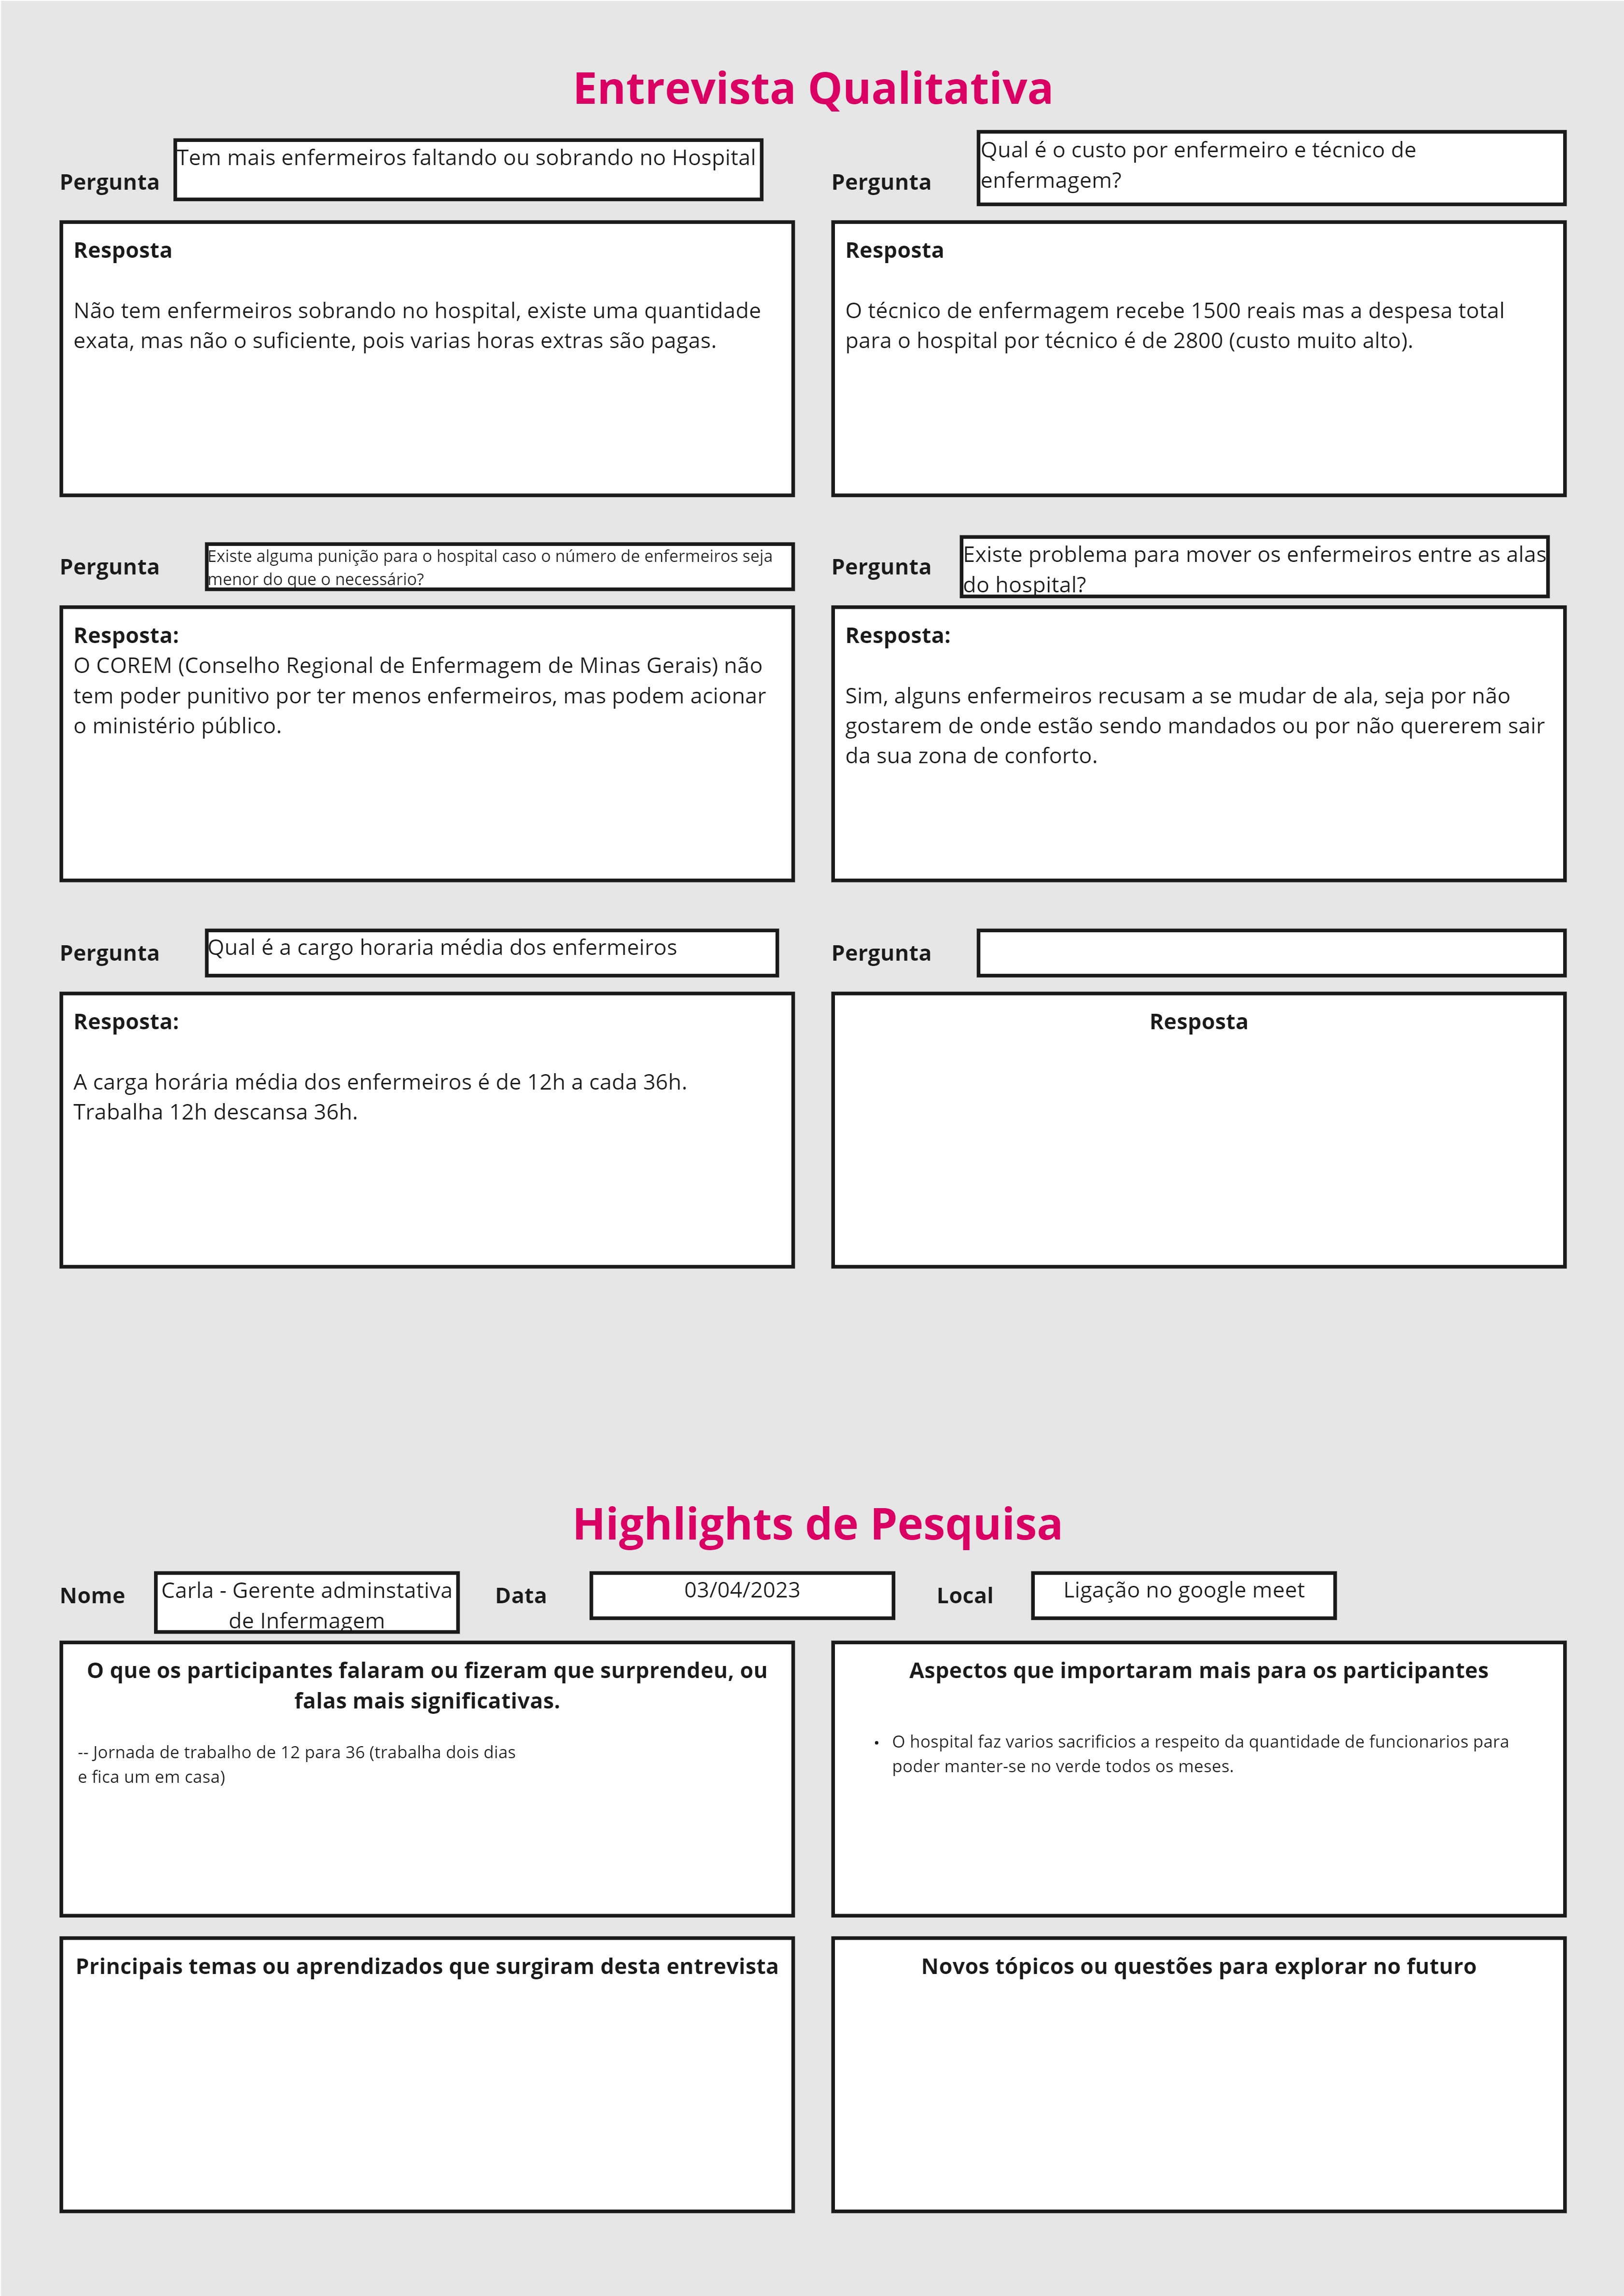 Entrevista Qualitativa
Pergunta
Tem mais enfermeiros faltando ou sobrando no Hospital
Resposta
Não tem enfermeiros sobrando no hospital, existe uma quantidade
exata, mas não o suficiente, pois varias horas extras são pagas.
Pergunta
Qual é o custo por enfermeiro e técnico de
enfermagem?
Resposta
O técnico de enfermagem recebe 1500 reais mas a despesa total
para o hospital por técnico é de 2800 (custo muito alto).
Pergunta
Existe alguma punição para o hospital caso o número de enfermeiros seja
menor do que o necessário?
Resposta:
O COREM (Conselho Regional de Enfermagem de Minas Gerais) não
tem poder punitivo por ter menos enfermeiros, mas podem acionar
o ministério público.
Pergunta
Existe problema para mover os enfermeiros entre as alas
do hospital?
Resposta:
Sim, alguns enfermeiros recusam a se mudar de ala, seja por não
gostarem de onde estão sendo mandados ou por não quererem sair
da sua zona de conforto.
Pergunta
Qual é a cargo horaria média dos enfermeiros
Resposta:
A carga horária média dos enfermeiros é de 12h a cada 36h.
Trabalha 12h descansa 36h.
Pergunta
Resposta
Highlights de Pesquisa
Nome
Carla - Gerente adminstativa
de Infermagem
Data
03/04/2023
Local
Ligação no google meet
O que os participantes falaram ou fizeram que surprendeu, ou
falas mais significativas.
-- Jornada de trabalho de 12 para 36 (trabalha dois dias
e fica um em casa)
Aspectos que importaram mais para os participantes
• O hospital faz varios sacrificios a respeito da quantidade de funcionarios para
poder manter-se no verde todos os meses.
Principais temas ou aprendizados que surgiram desta entrevista
Novos tópicos ou questões para explorar no futuro